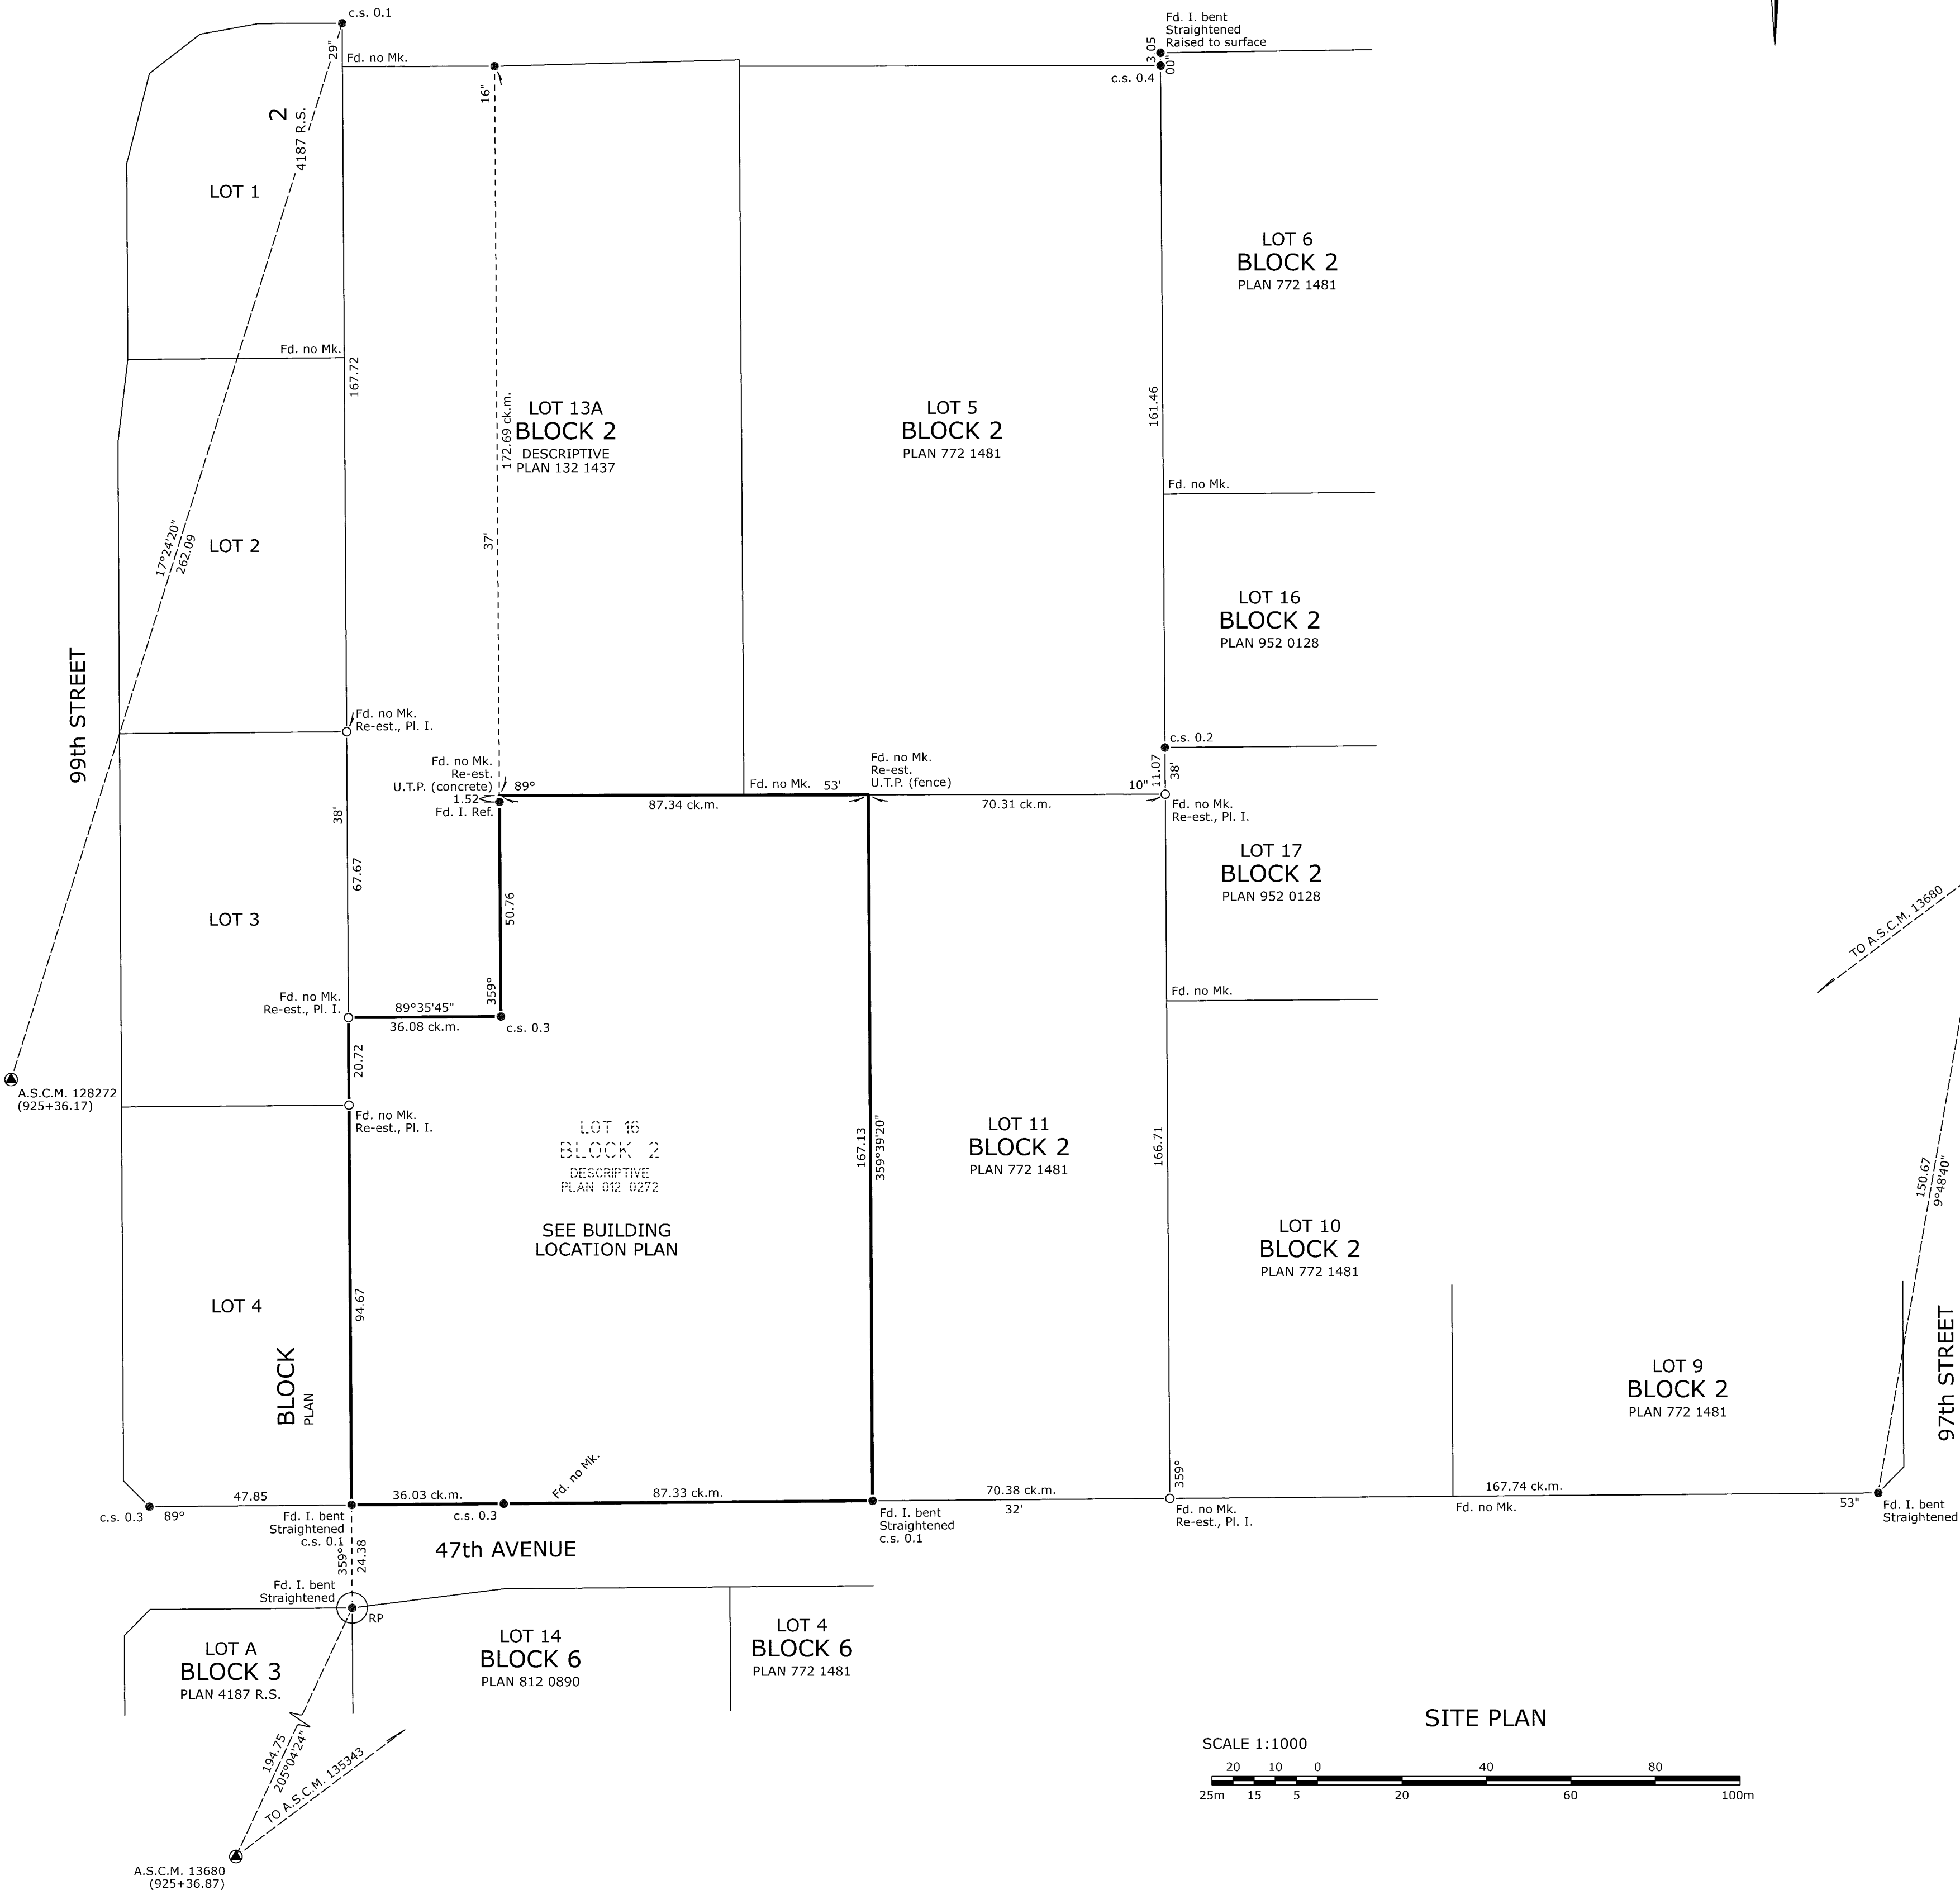 c.s. 0.1
29"
Fd. no Mk.
Fd. I. bent
Straightened
Raised to surface
3.05
00"
c.s. 0.4
16"
2
4187 R.S.
LOT 1
LOT 6
BLOCK 2
PLAN 772 1481
Fd. no Mk.
167.72
161.46
LOT 13A
BLOCK 2
DESCRIPTIVE
PLAN 132 1437
172.69 ck.m.
LOT 5
BLOCK 2
PLAN 772 1481
Fd. no Mk.
17°24'20"
262.09
LOT 2
37'
LOT 16
BLOCK 2
PLAN 952 0128
99th STREET
Fd. no Mk.
Re-est., Pl. I.
c.s. 0.2
Fd. no Mk.
Re-est.
U.T.P. (concrete)
1.52
Fd. I. Ref.
89°
87.34 ck.m.
Fd. no Mk.
53'
Fd. no Mk.
Re-est.
U.T.P. (fence)
70.31 ck.m.
10"
11.07
38'
Fd. no Mk.
Re-est., Pl. I.
38'
67.67
LOT 17
BLOCK 2
PLAN 952 0128
LOT 3
50.76
359°
TO A.S.C.M. 13680
Fd. no Mk.
Re-est., Pl. I.
89°35'45"
36.08 ck.m.
c.s. 0.3
Fd. no Mk.
20.72
A.S.C.M. 128272
(925+36.17)
Fd. no Mk.
Re-est., Pl. I.
LOT 16
BLOCK 2
DESCRIPTIVE
PLAN 012 0272
SEE BUILDING
LOCATION PLAN
167.13
359°39'20"
LOT 11
BLOCK 2
PLAN 772 1481
166.71
150.67
9°48'40"
LOT 10
BLOCK 2
PLAN 772 1481
LOT 4
94.67
BLOCK
PLAN
LOT 9
BLOCK 2
PLAN 772 1481
97th STREET
47.85
c.s. 0.3
89°
36.03 ck.m.
c.s. 0.3
Fd. no Mk.
87.33 ck.m.
70.38 ck.m.
32'
359°
Fd. no Mk.
Re-est., Pl. I.
167.74 ck.m.
Fd. no Mk.
53"
Fd. I. bent
Straightened
Fd. I. bent
Straightened
c.s. 0.1
Fd. I. bent
Straightened
c.s. 0.1
359°
24.38
47th AVENUE
Fd. I. bent
Straightened
RP
LOT A
BLOCK 3
PLAN 4187 R.S.
LOT 14
BLOCK 6
PLAN 812 0890
LOT 4
BLOCK 6
PLAN 772 1481
194.75
205°04'24"
TO A.S.C.M. 135343
A.S.C.M. 13680
(925+36.87)
SITE PLAN
SCALE 1:1000
20 10 0 40 80
25m 15 5 20 60 100m